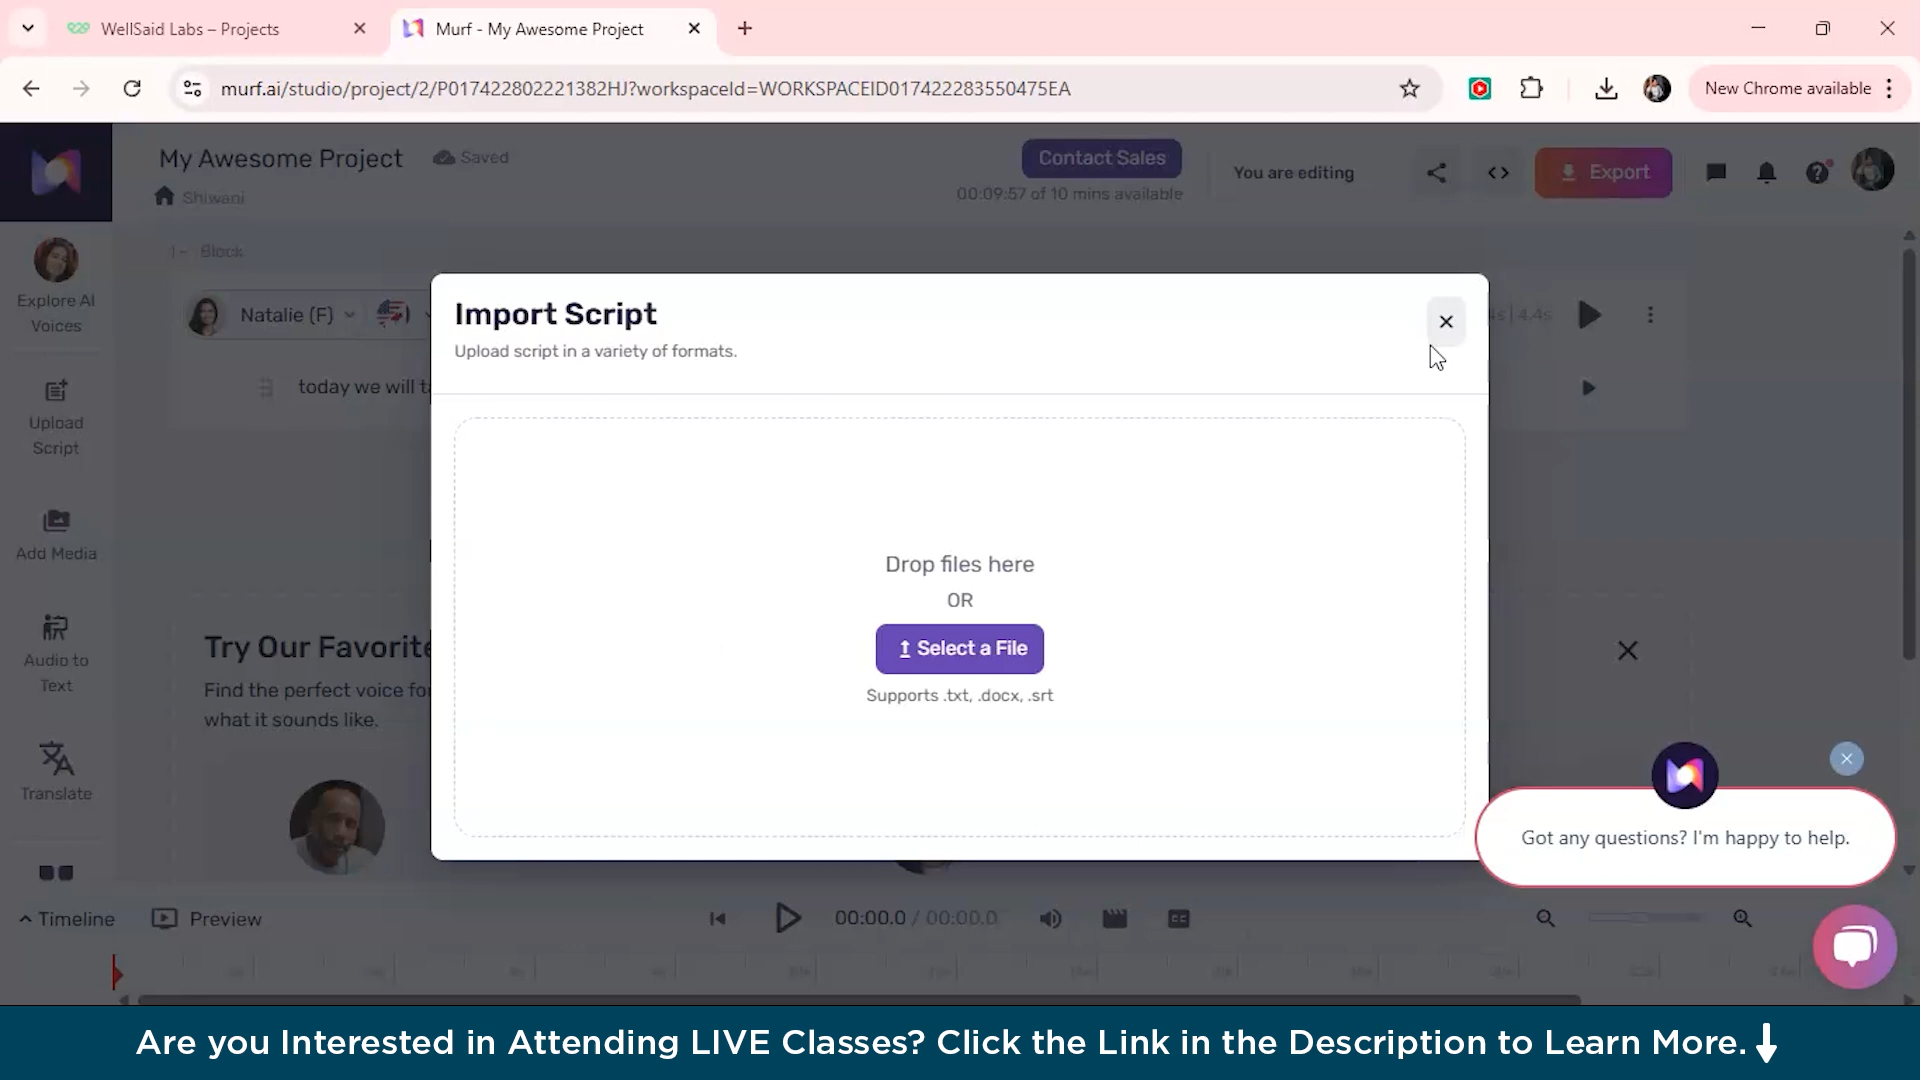 WellSaid Labs – Projects
Murf - My Awesome Project
murf.ai/studio/project/2/P017422802221382HJ?workspaceId=WORKSPACEID017422283550475EA
New Chrome available
My Awesome Project
Saved
Contact Sales
You are editing
Export
Shiwani
00:09:57 of 10 mins available
1 - Block
Explore AI
Voices
Natalie (F)
4.4s
Import Script
Upload script in a variety of formats.
today we will ta
Upload
Script
Add Media
Drop files here
OR
Select a File
Supports .txt, .docx, .srt
Audio to
Text
Try Our Favorite
Find the perfect voice fo
what it sounds like.
Translate
Got any questions? I'm happy to help.
Timeline
Preview
00:00.0 / 00:00.0
Are you Interested in Attending LIVE Classes? Click the Link in the Description to Learn More.